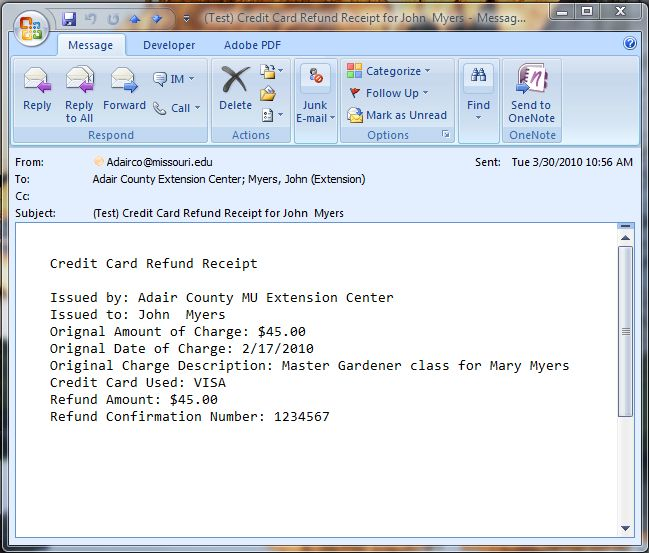 (Test) Credit Card Refund Receipt for John  Myers - Messag...
Message Developer Adobe PDF
Reply
Reply to All
Forward
IM
Call
Respond
Delete
Actions
Junk E-mail
Categorize
Follow Up
Mark as Unread
Options
Find
Send to OneNote
OneNote
From: Adairco@missouri.edu Sent: Tue 3/30/2010 10:56 AM
To: Adair County Extension Center; Myers, John (Extension)
Cc:
Subject: (Test) Credit Card Refund Receipt for John  Myers
Credit Card Refund Receipt
Issued by: Adair County MU Extension Center
Issued to: John  Myers
Orignal Amount of Charge: $45.00
Orignal Date of Charge: 2/17/2010
Original Charge Description: Master Gardener class for Mary Myers
Credit Card Used: VISA
Refund Amount: $45.00
Refund Confirmation Number: 1234567